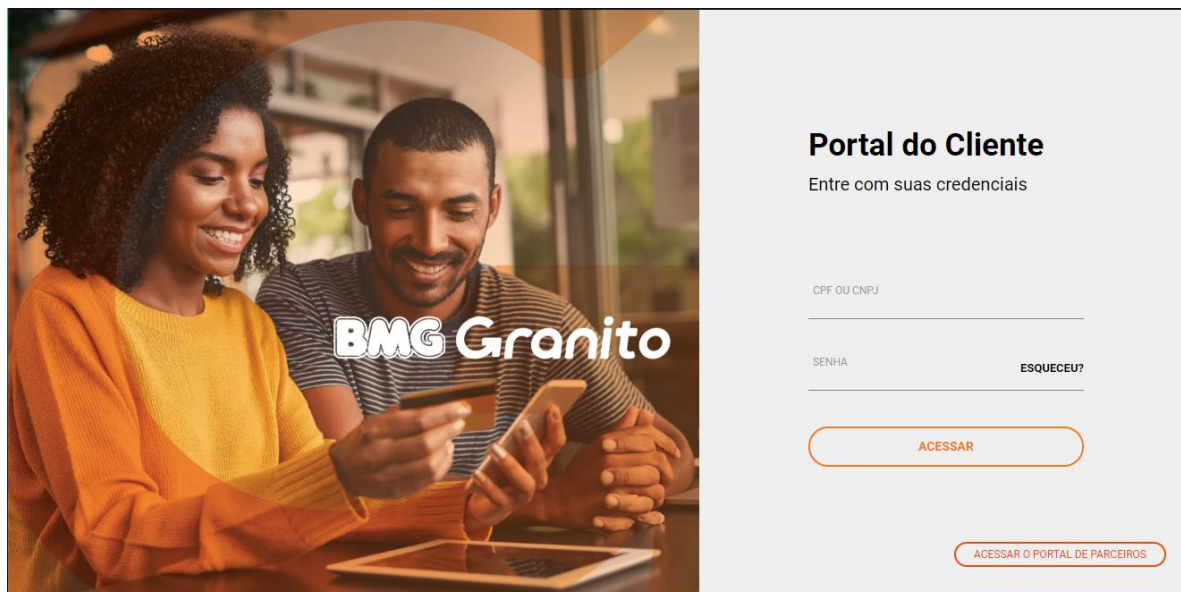 BMG Granito
Portal do Cliente
Entre com suas credenciais
CPF OU CNPJ
SENHA
ESQUECEU?
ACESSAR
ACESSAR O PORTAL DE PARCEIROS